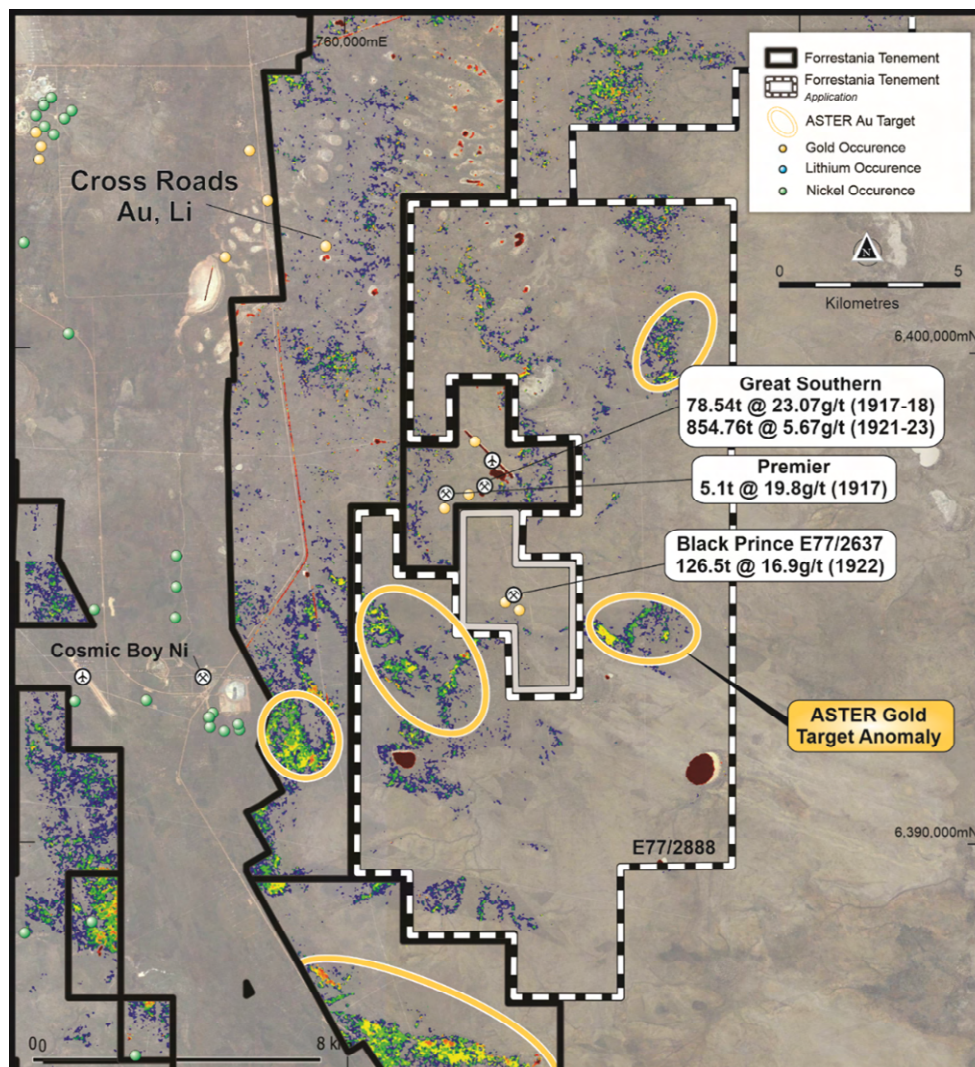 760,000mE
Forrestania Tenement
Forrestania Tenement
Application
ASTER Au Target
Gold Occurence
Lithium Occurence
Nickel Occurence
Cross Roads
Au, Li
N
0 5
Kilometres
6,400,000mN
Great Southern
78.54t @ 23.07g/t (1917-18)
854.76t @ 5.67g/t (1921-23)
Premier
5.1t @ 19.8g/t (1917)
Black Prince E77/2637
126.5t @ 16.9g/t (1922)
Cosmic Boy Ni
ASTER Gold
Target Anomaly
6,390,000mN
E77/2888